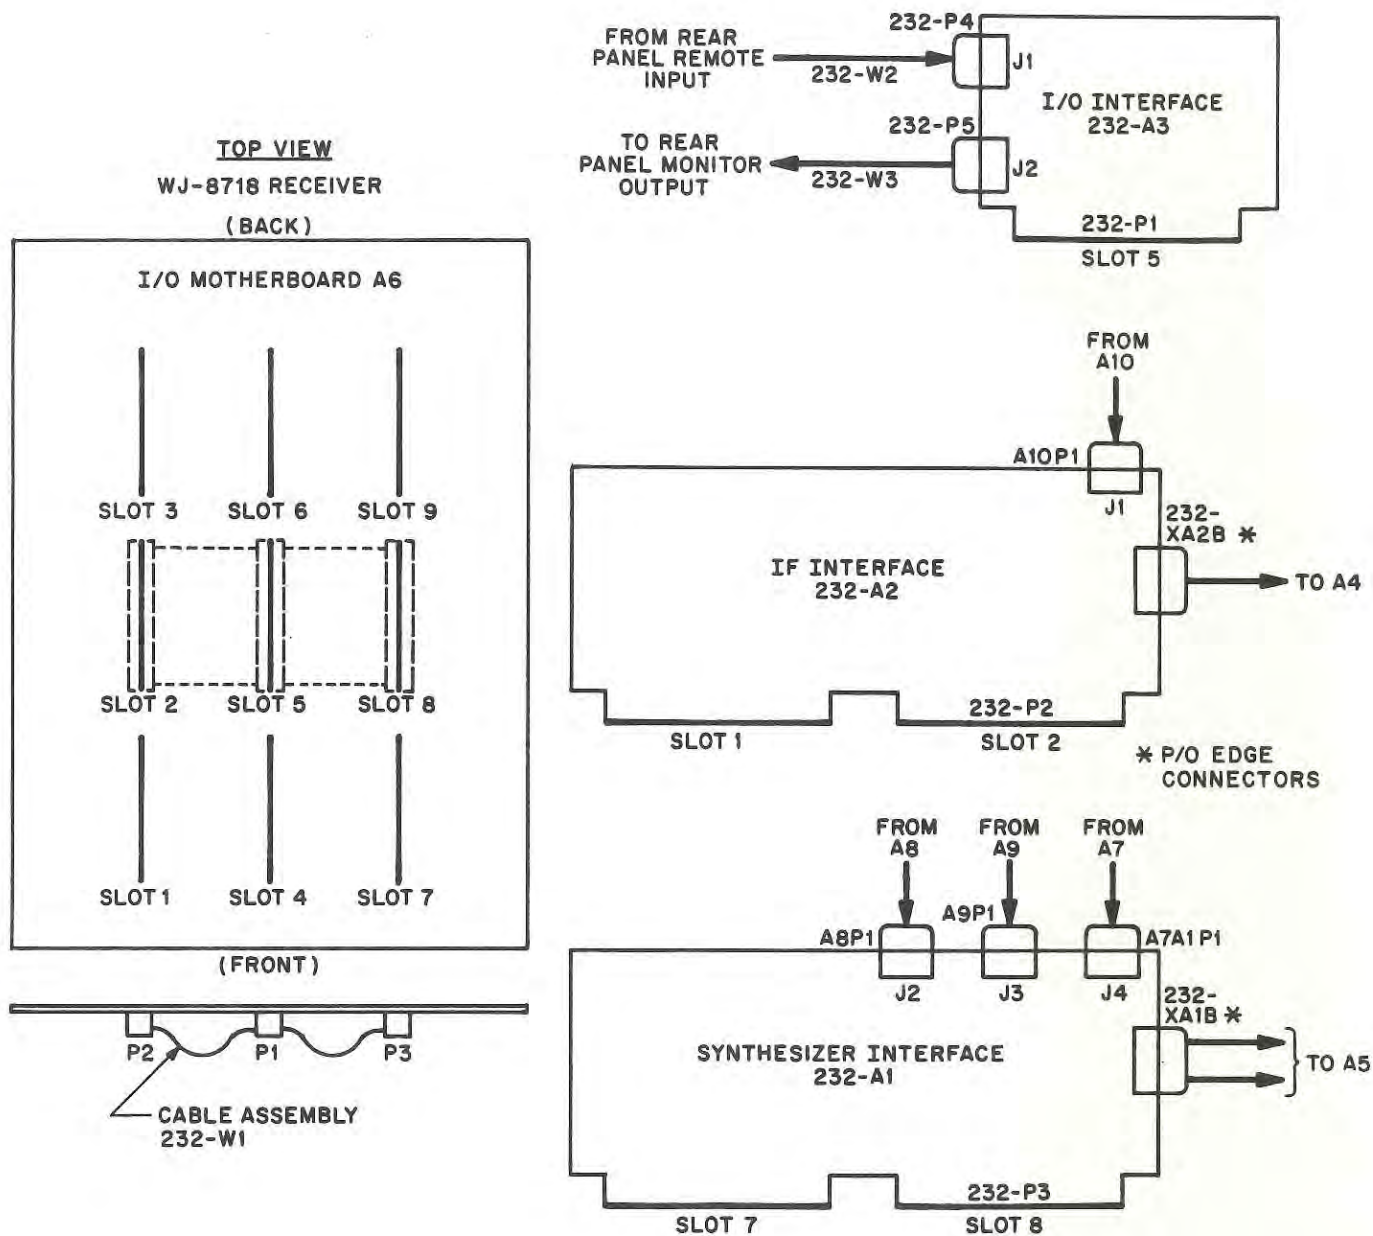 TOP VIEW
WJ-8718 RECEIVER
(BACK)
I/O MOTHERBOARD A6
SLOT 3
SLOT 6
SLOT 9
SLOT 2
SLOT 5
SLOT 8
SLOT 1
SLOT 4
SLOT 7
(FRONT)
P2
P1
P3
CABLE ASSEMBLY
232-W1
FROM REAR
PANEL REMOTE
INPUT
232-W2
232-P4
J1
I/O INTERFACE
232-A3
TO REAR
PANEL MONITOR
OUTPUT
232-W3
232-P5
J2
232-P1
SLOT 5
FROM
A10
A10P1
J1
232-
XA2B *
IF INTERFACE
232-A2
TO A4
232-P2
SLOT 1
SLOT 2
* P/O EDGE
CONNECTORS
FROM
A8
FROM
A9
FROM
A7
A8P1
A9P1
A7A1P1
J2
J3
J4
232-
XA1B *
SYNTHESIZER INTERFACE
232-A1
TO A5
232-P3
SLOT 7
SLOT 8